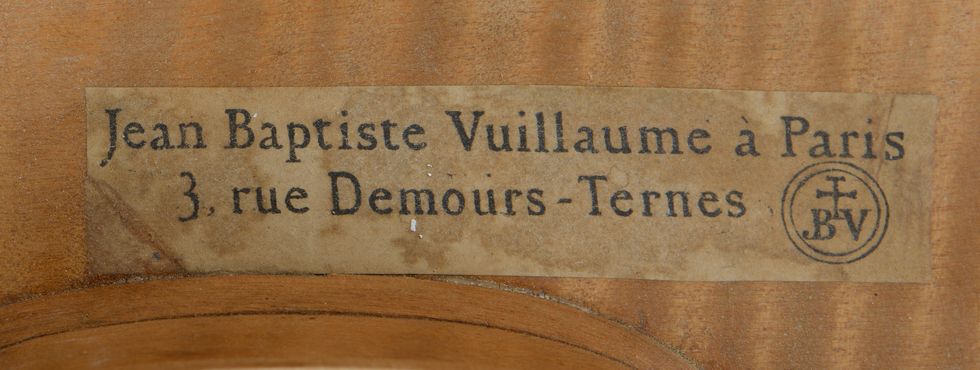 Jean Baptiste Vuillaume à Paris
3, rue Demours-Ternes
JBV